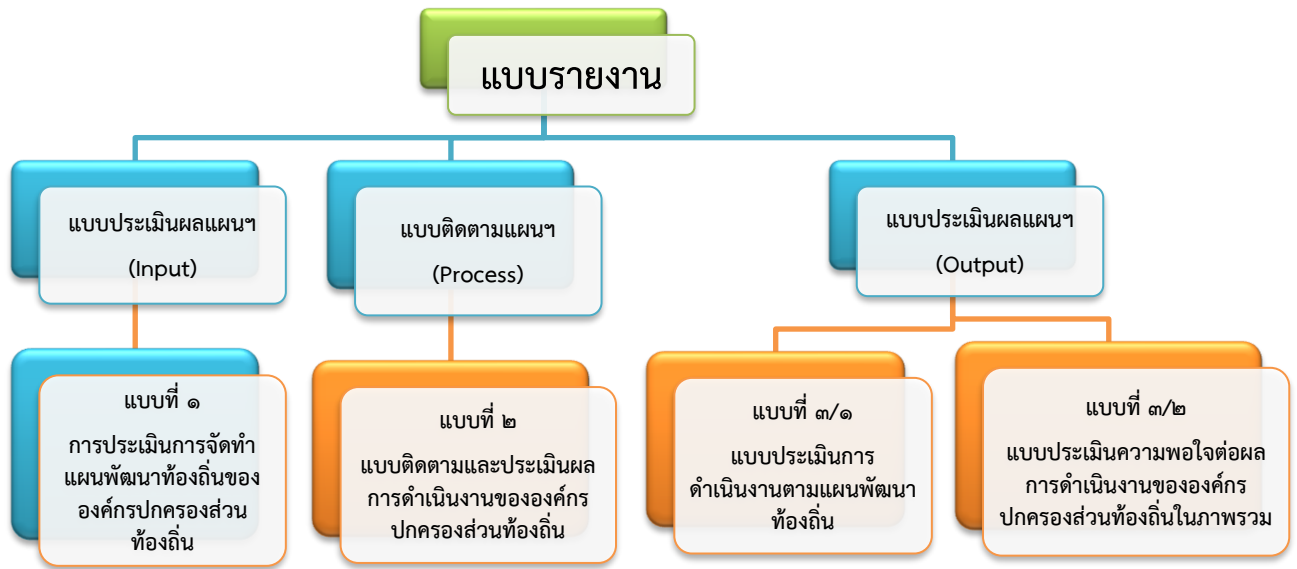 แบบรายงาน
แบบประเมินผลแผนฯ
(Input)
แบบติดตามแผนฯ
(Process)
แบบประเมินผลแผนฯ
(Output)
แบบที่ ๑
การประเมินการจัดทำ
แผนพัฒนาท้องถิ่นของ
องค์กรปกครองส่วน
ท้องถิ่น
แบบที่ ๒
แบบติดตามและประเมินผล
การดำเนินงานขององค์กร
ปกครองส่วนท้องถิ่น
แบบที่ ๓/๑
แบบประเมินการ
ดำเนินงานตามแผนพัฒนา
ท้องถิ่น
แบบที่ ๓/๒
แบบประเมินความพอใจต่อผล
การดำเนินงานขององค์กร
ปกครองส่วนท้องถิ่นในภาพรวม